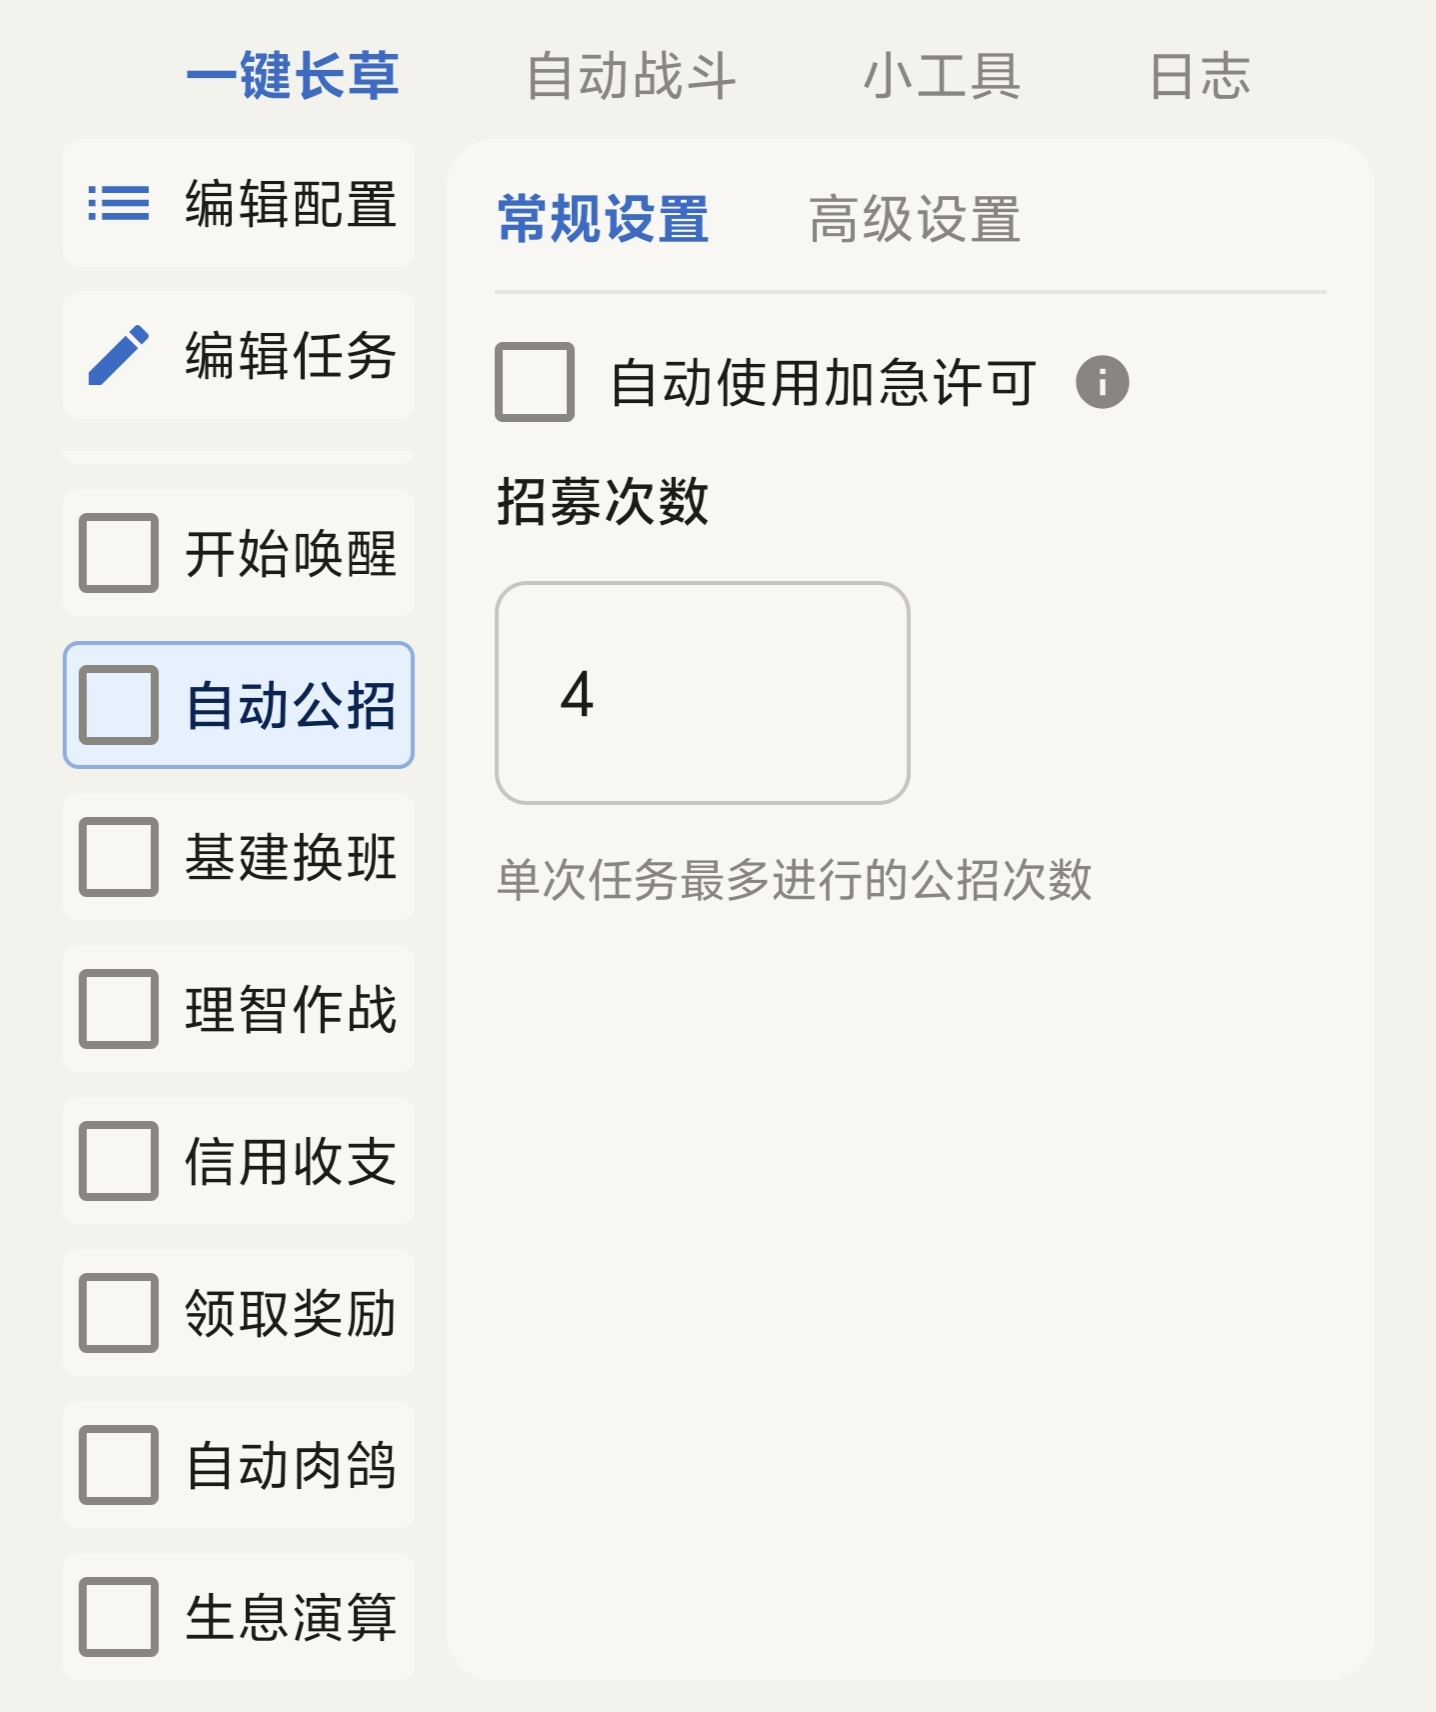 一键长草
自动战斗
小工具
日志
编辑配置
编辑任务
开始唤醒
自动公招
基建换班
理智作战
信用收支
领取奖励
自动肉鸽
生息演算
常规设置
高级设置
自动使用加急许可
招募次数
4
单次任务最多进行的公招次数